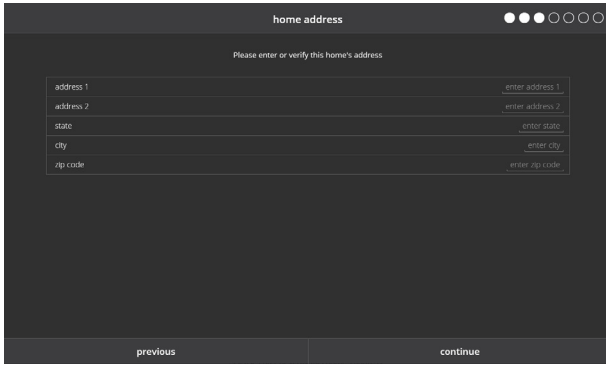 home address
Please enter or verify this home's address
address 1 enter address 1
address 2 enter address 2
state enter state
city enter city
zip code enter zip code
previous continue